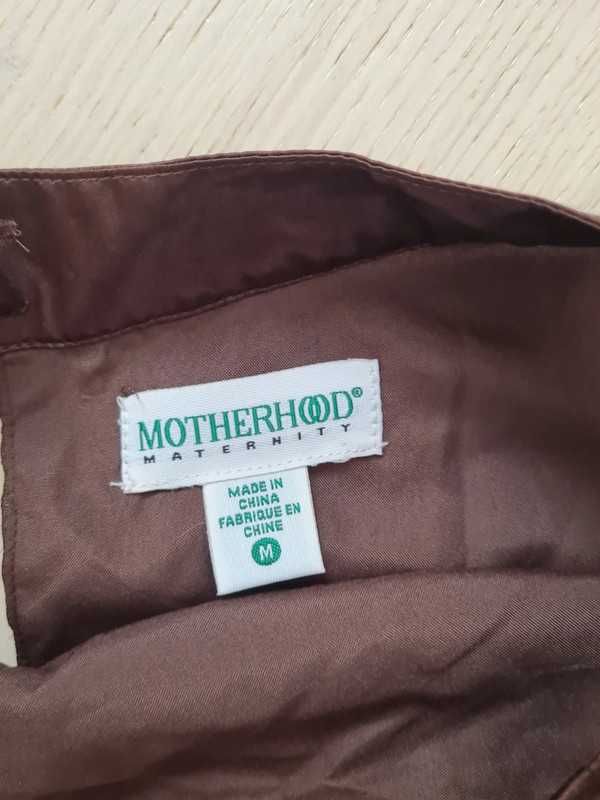 MOTHERHOOD®
MATERNITY
MADE IN
CHINA
FABRIQUE EN
CHINE
M